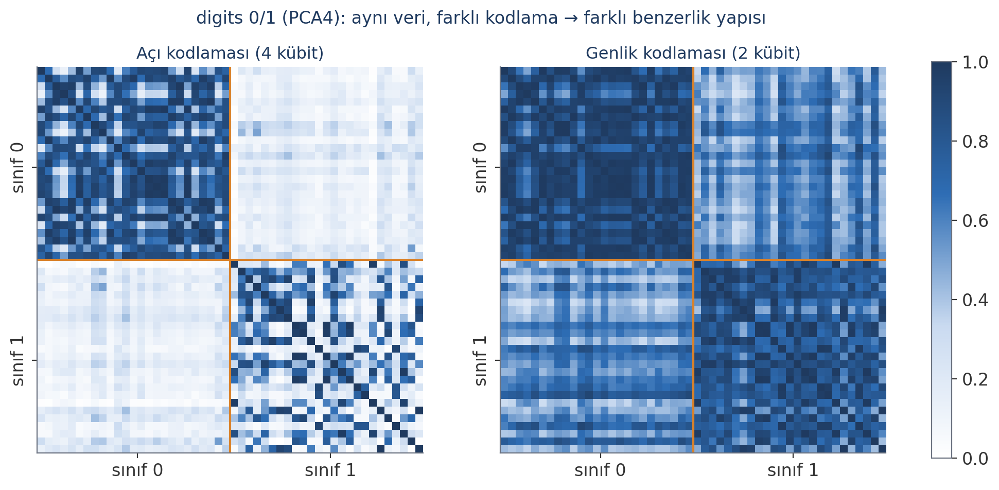 digits 0/1 (PCA4): aynı veri, farklı kodlama → farklı benzerlik yapısı
Açı kodlaması (4 kübit)
Genlik kodlaması (2 kübit)
sınıf 0
sınıf 1
sınıf 0
sınıf 1
sınıf 0
sınıf 1
sınıf 0
sınıf 1
1.0
0.8
0.6
0.4
0.2
0.0